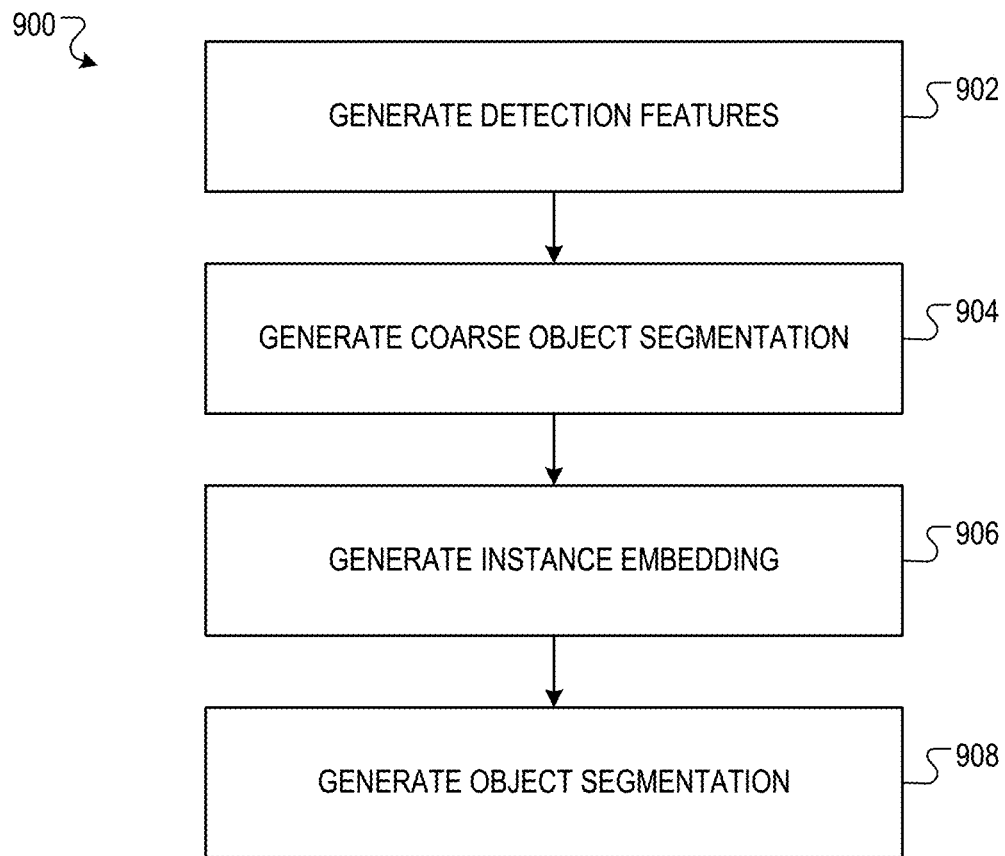 900
GENERATE DETECTION FEATURES
902
GENERATE COARSE OBJECT SEGMENTATION
904
GENERATE INSTANCE EMBEDDING
906
GENERATE OBJECT SEGMENTATION
908